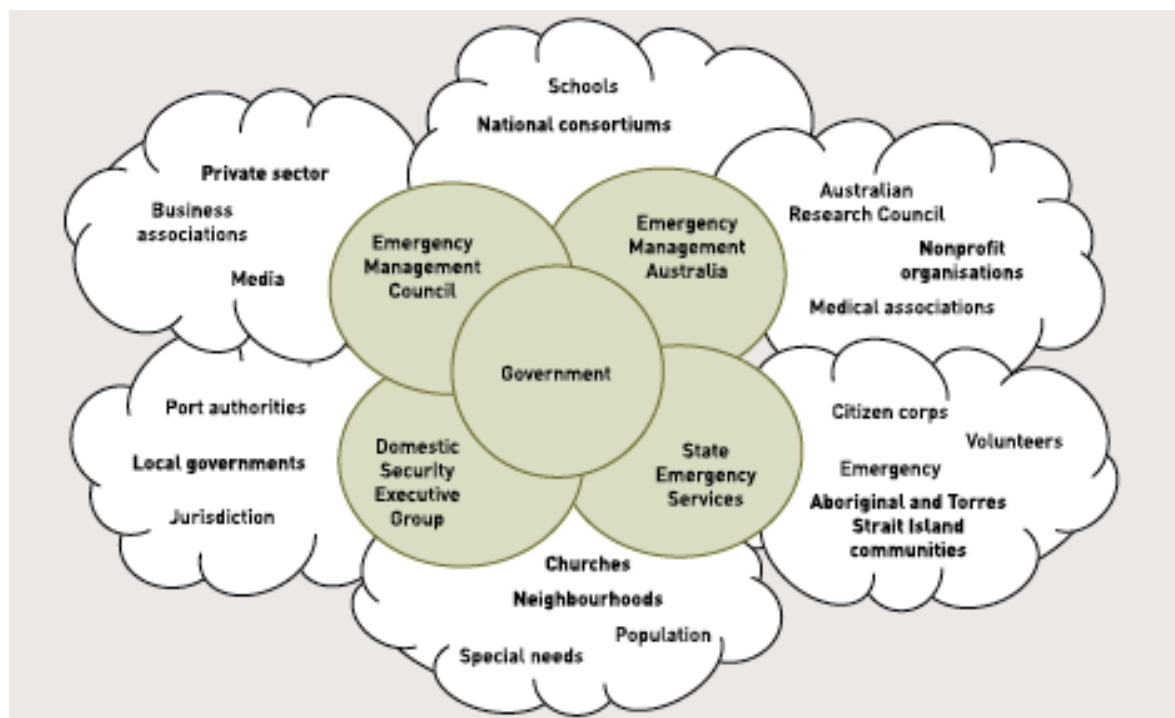 Schools
National consortiums
Private sector
Business
associations
Media
Emergency
Management
Council
Emergency
Management
Australia
Australian
Research Council
Nonprofit
organisations
Medical associations
Government
Port authorities
Local governments
Jurisdiction
Domestic
Security
Executive
Group
State
Emergency
Services
Citizen corps
Volunteers
Emergency
Aboriginal and Torres
Strait Island
communities
Churches
Neighbourhoods
Population
Special needs